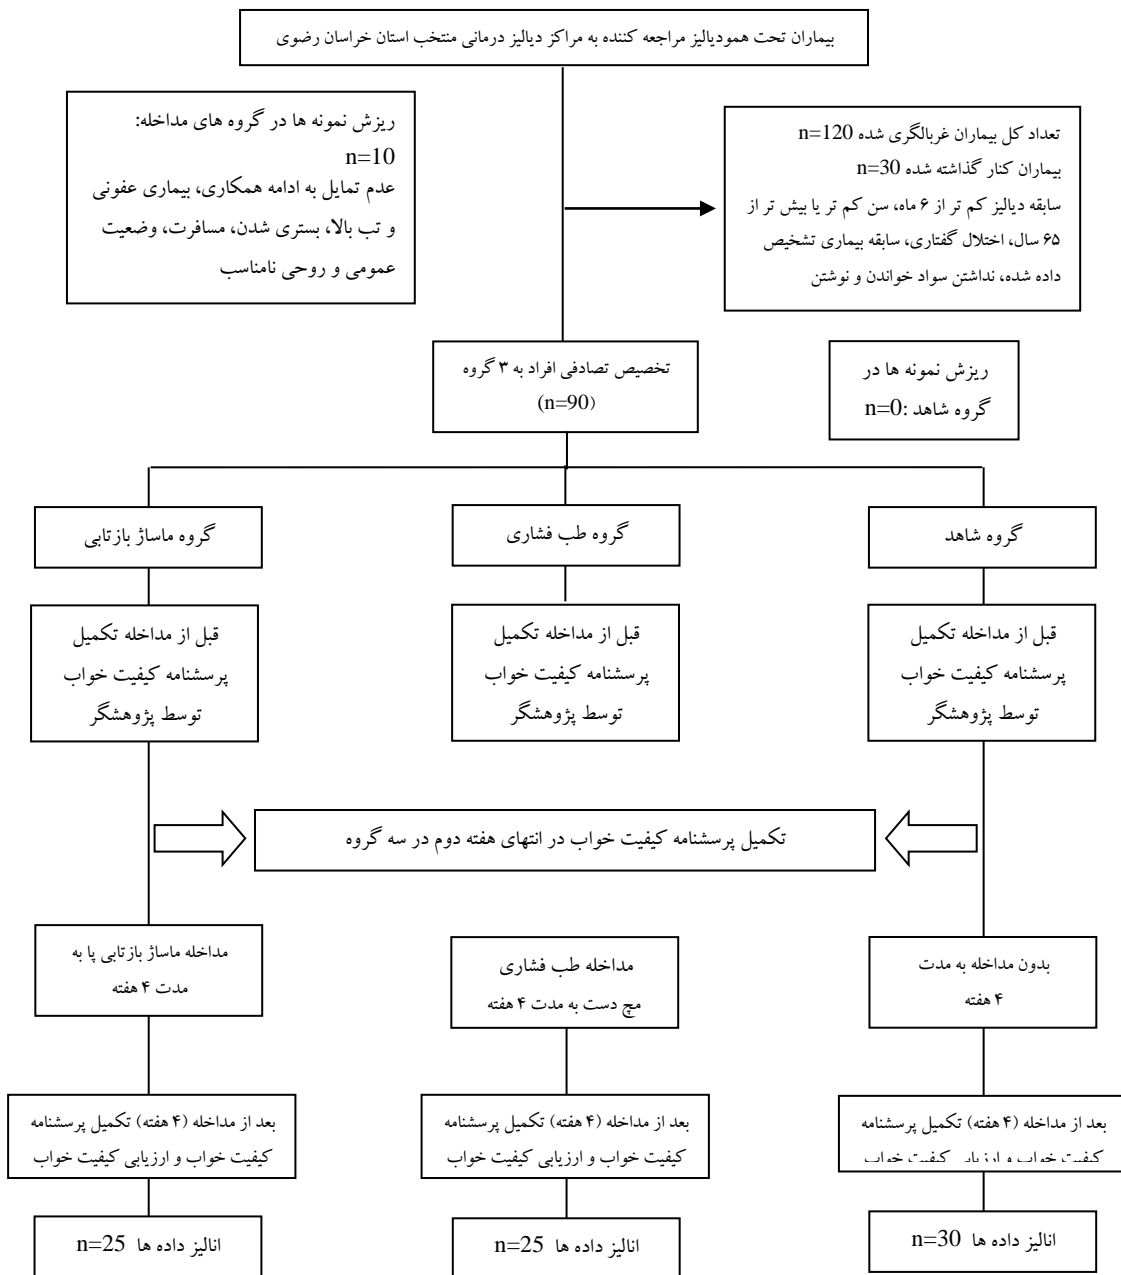 بیماران تحت همودیالیز مراجعه کننده به مراکز دیالیز درمانی منتخب استان خراسان رضوی
تعداد کل بیماران غربالگری شده n=120
بیماران کنار گذاشته شده n=30
سابقه دیالیز کم تر از ۶ ماه، سن کم تر یا بیش تر از
۶۵ سال، اختلال گفتاری، سابقه بیماری تشخیص
داده شده، نداشتن سواد خواندن و نوشتن
ریزش نمونه ها در گروه های مداخله:
n=10
عدم تمایل به ادامه همکاری، بیماری عفونی
و تب بالا، بستری شدن، مسافرت، وضعیت
عمومی و روحی نامناسب
تخصیص تصادفی افراد به ۳ گروه
(n=90)
ریزش نمونه ها در
گروه شاهد :n=0
گروه شاهد
گروه طب فشاری
گروه ماساژ بازتابی
قبل از مداخله تکمیل
پرسشنامه کیفیت خواب
توسط پژوهشگر
قبل از مداخله تکمیل
پرسشنامه کیفیت خواب
توسط پژوهشگر
قبل از مداخله تکمیل
پرسشنامه کیفیت خواب
توسط پژوهشگر
تکمیل پرسشنامه کیفیت خواب در انتهای هفته دوم در سه گروه
بدون مداخله به مدت
۴ هفته
مداخله طب فشاری
مچ دست به مدت ۴ هفته
مداخله ماساژ بازتابی پا به
مدت ۴ هفته
بعد از مداخله (۴ هفته) تکمیل پرسشنامه
کیفیت خواب و ارزیابی کیفیت خواب
بعد از مداخله (۴ هفته) تکمیل پرسشنامه
کیفیت خواب و ارزیابی کیفیت خواب
بعد از مداخله (۴ هفته) تکمیل پرسشنامه
کیفیت خواب و ارزیابی کیفیت خواب
انالیز داده ها n=30
انالیز داده ها n=25
انالیز داده ها n=25